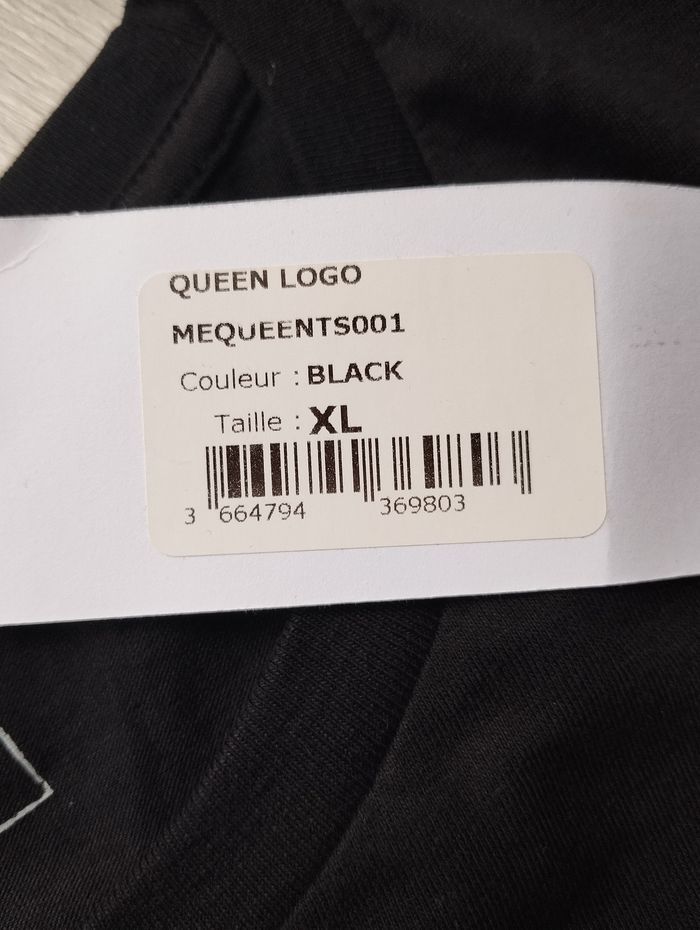 QUEEN LOGO
MEQUEENTS001
Couleur : BLACK
Taille : XL
3 664794 369803